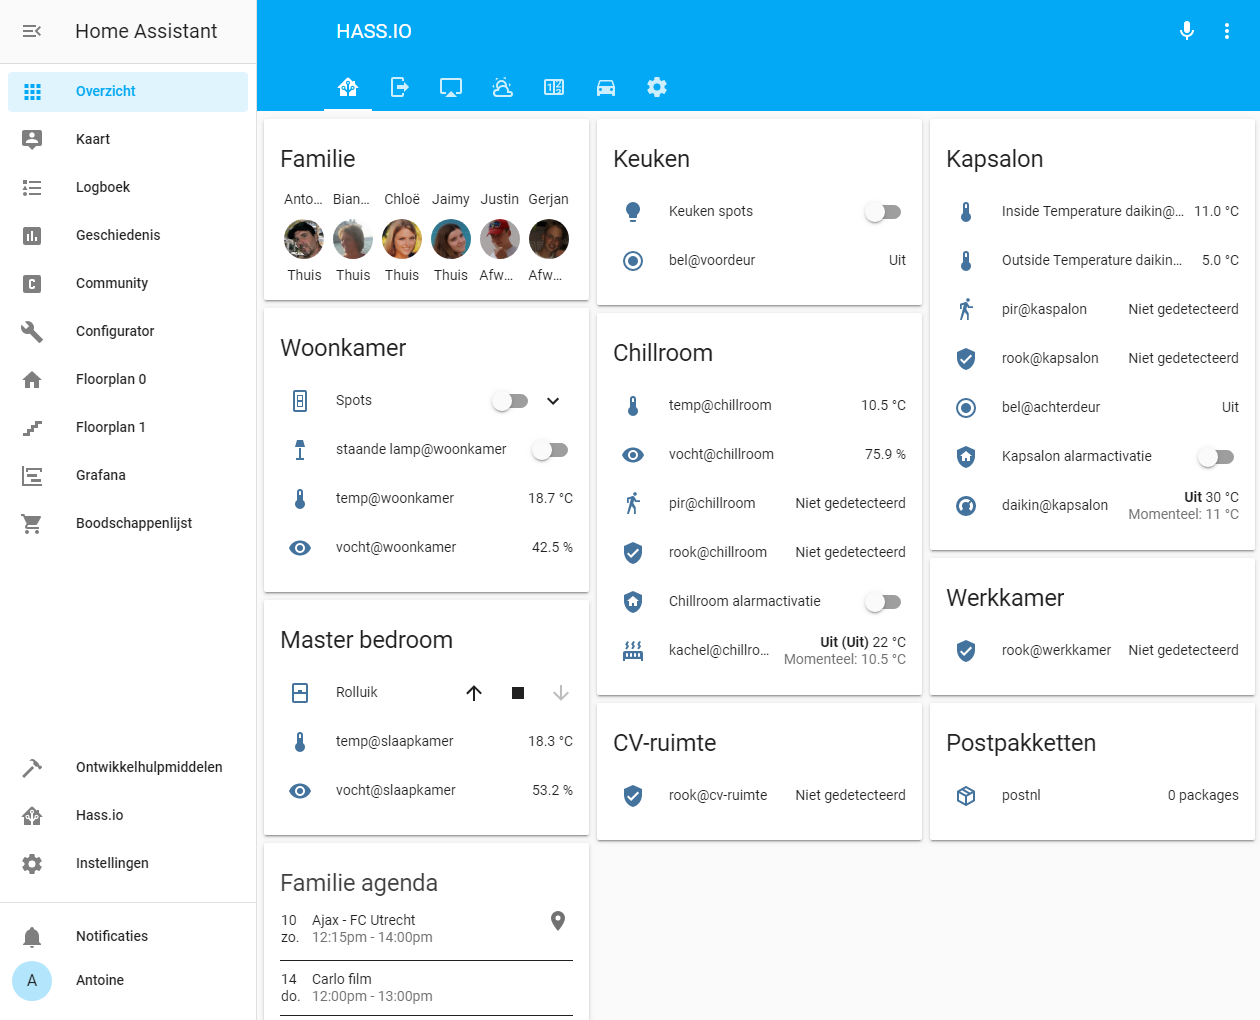 Home Assistant
Overzicht
Kaart
Logboek
Geschiedenis
Community
Configurator
Floorplan 0
Floorplan 1
Grafana
Boodschappenlijst
Ontwikkelhulpmiddelen
Hass.io
Instellingen
Notificaties
A Antoine
HASS.IO
Familie
Anto... Bian... Chloë Jaimy Justin Gerjan
Thuis Thuis Thuis Thuis Afw... Afw...
Woonkamer
Spots
staande lamp@woonkamer
temp@woonkamer 18.7 °C
vocht@woonkamer 42.5 %
Master bedroom
Rolluik
temp@slaapkamer 18.3 °C
vocht@slaapkamer 53.2 %
Familie agenda
10 Ajax - FC Utrecht
zo. 12:15pm - 14:00pm
14 Carlo film
do. 12:00pm - 13:00pm
Keuken
Keuken spots
bel@voordeur Uit
Chillroom
temp@chillroom 10.5 °C
vocht@chillroom 75.9 %
pir@chillroom Niet gedetecteerd
rook@chillroom Niet gedetecteerd
Chillroom alarmactivatie
kachel@chillro... Uit (Uit) 22 °C
Momenteel: 10.5 °C
CV-ruimte
rook@cv-ruimte Niet gedetecteerd
Kapsalon
Inside Temperature daikin@... 11.0 °C
Outside Temperature daikin... 5.0 °C
pir@kaspalon Niet gedetecteerd
rook@kapsalon Niet gedetecteerd
bel@achterdeur Uit
Kapsalon alarmactivatie
daikin@kapsalon Uit 30 °C
Momenteel: 11 °C
Werkkamer
rook@werkkamer Niet gedetecteerd
Postpakketten
postnl 0 packages